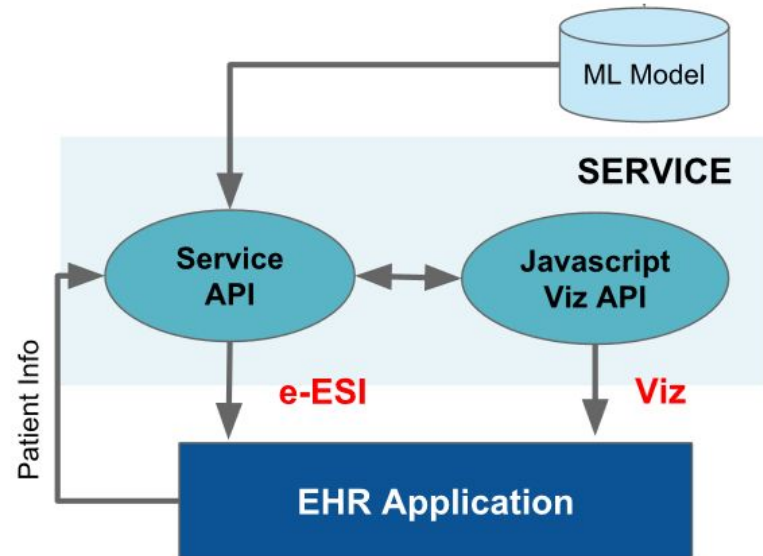 ML Model
SERVICE
Service
API
Javascript
Viz API
Patient Info
e-ESI
Viz
EHR Application